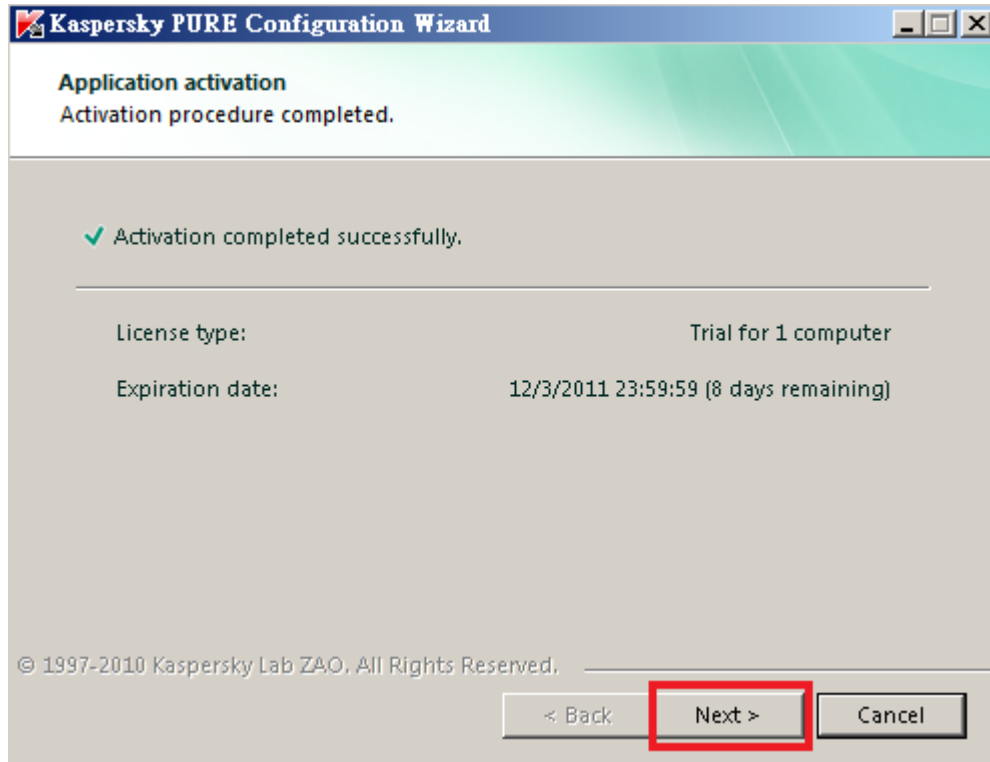 Kaspersky PURE Configuration Wizard
Application activation
Activation procedure completed.
Activation completed successfully.
License type: Trial for 1 computer
Expiration date: 12/3/2011 23:59:59 (8 days remaining)
© 1997-2010 Kaspersky Lab ZAO. All Rights Reserved.
< Back Next > Cancel